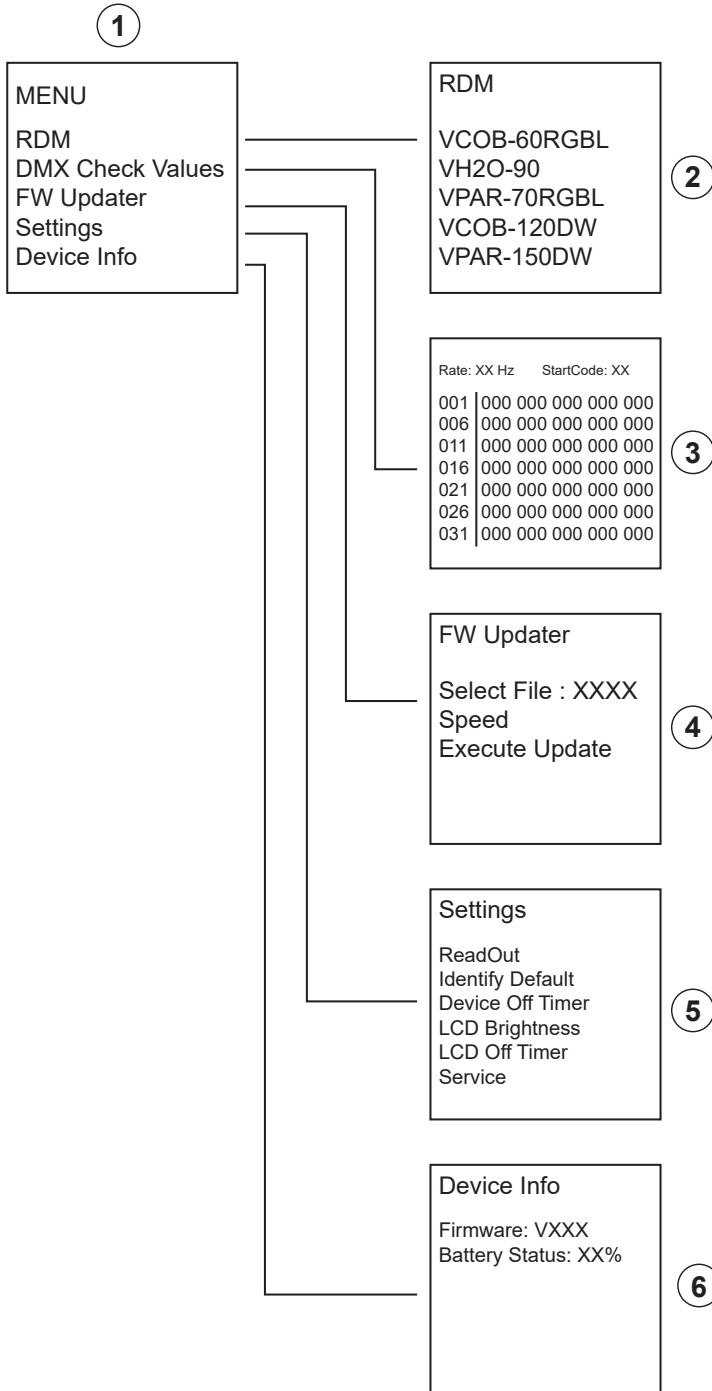 1
MENU
RDM
DMX Check Values
FW Updater
Settings
Device Info
RDM
VCOB-60RGBL
VH2O-90
VPAR-70RGBL
VCOB-120DW
VPAR-150DW
2
Rate: XX Hz StartCode: XX
001 000 000 000 000 000
006 000 000 000 000 000
011 000 000 000 000 000
016 000 000 000 000 000
021 000 000 000 000 000
026 000 000 000 000 000
031 000 000 000 000 000
3
FW Updater
Select File : XXXX
Speed
Execute Update
4
Settings
ReadOut
Identify Default
Device Off Timer
LCD Brightness
LCD Off Timer
Service
5
Device Info
Firmware: VXXX
Battery Status: XX%
6